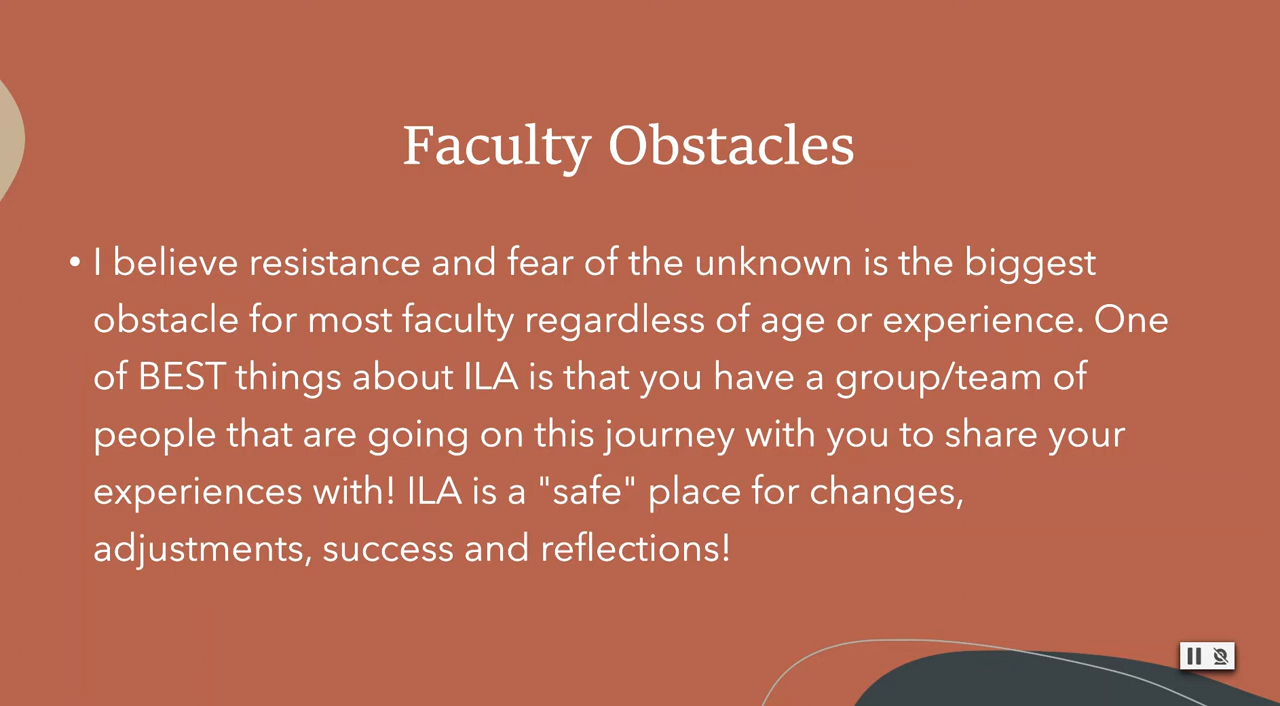 Faculty Obstacles
• I believe resistance and fear of the unknown is the biggest
obstacle for most faculty regardless of age or experience. One
of BEST things about ILA is that you have a group/team of
people that are going on this journey with you to share your
experiences with! ILA is a "safe" place for changes,
adjustments, success and reflections!